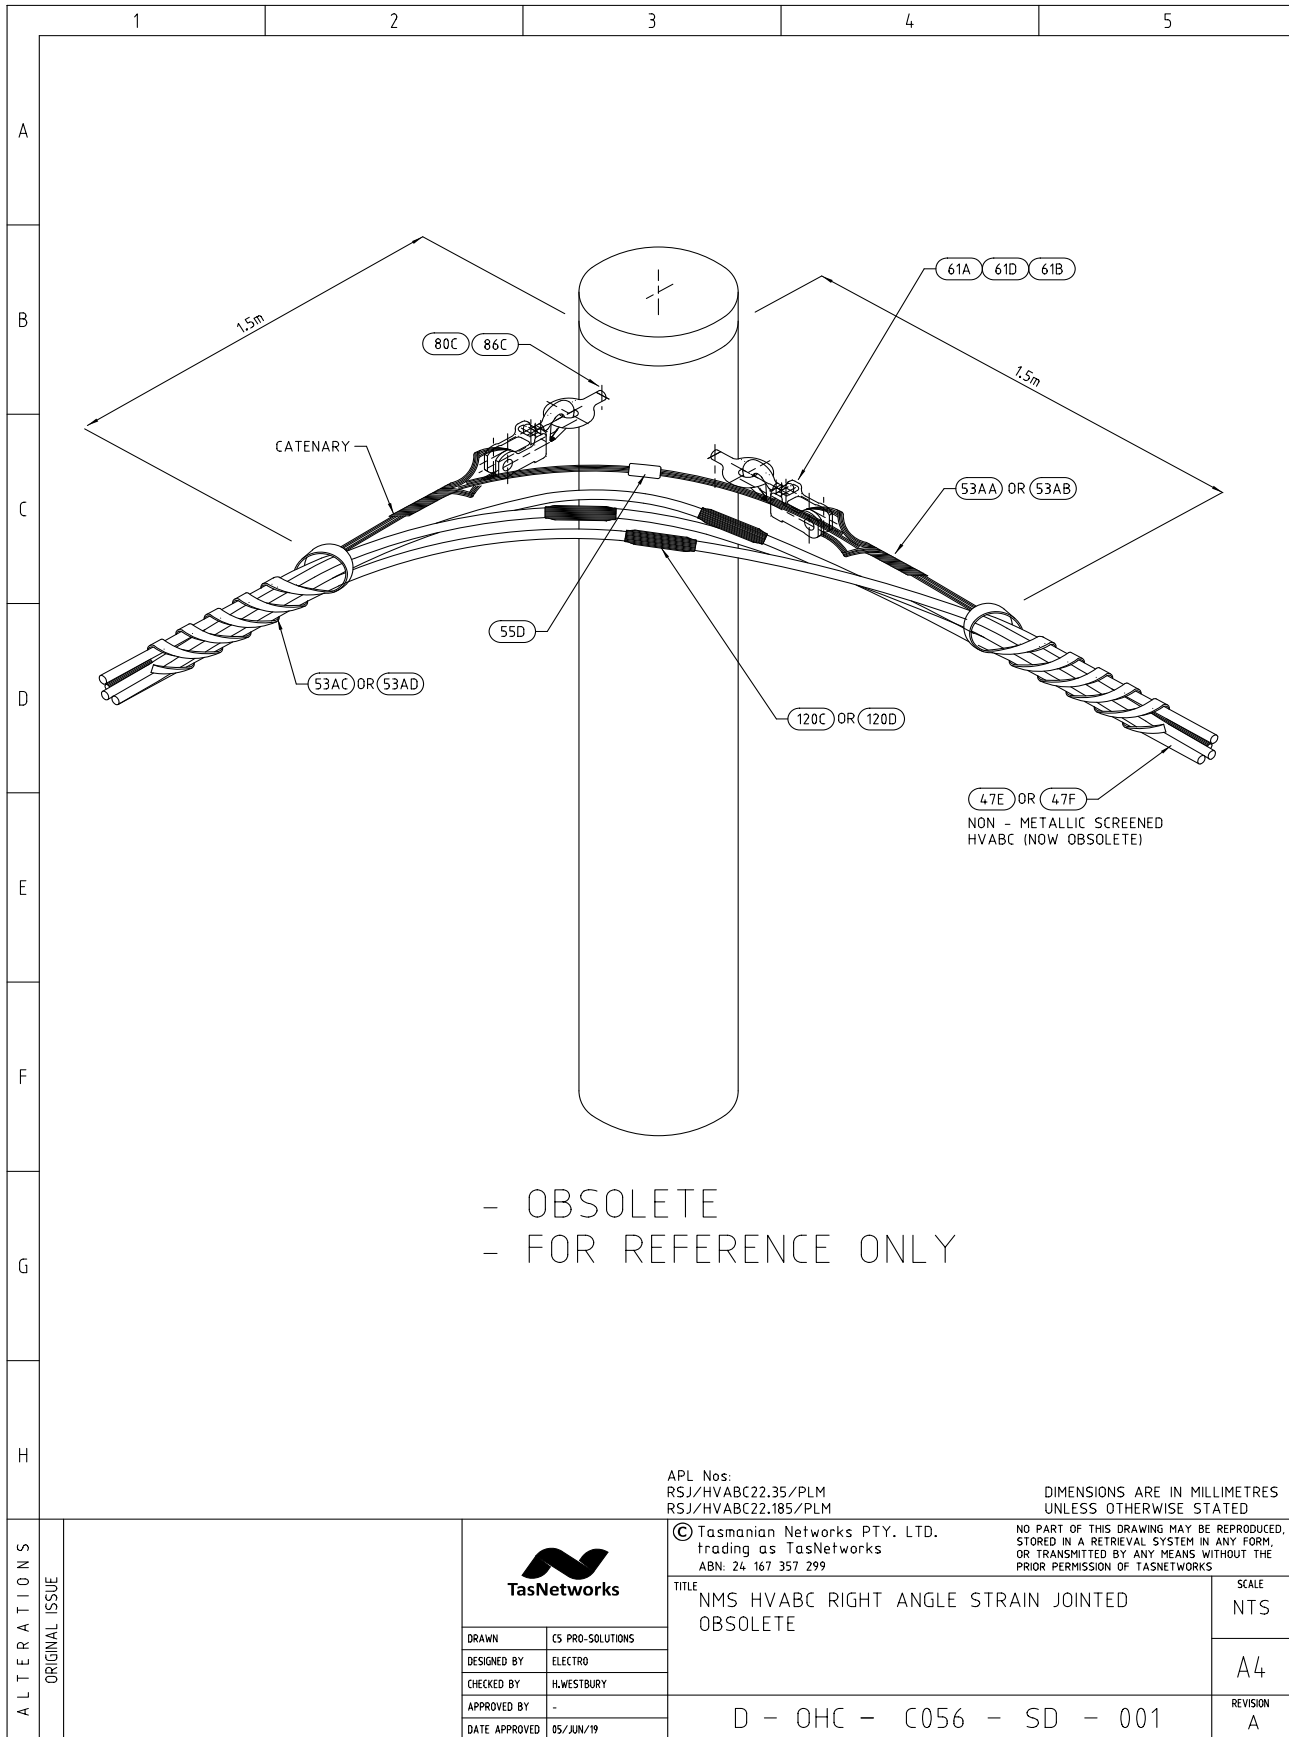 1 2 3 4 5
A
B
C
D
E
F
G
H
1.5m
80C 86C
61A 61D 61B
1.5m
CATENARY
53AA OR 53AB
55D
53AC OR 53AD
120C OR 120D
47E OR 47F
NON - METALLIC SCREENED
HVABC (NOW OBSOLETE)
- OBSOLETE
- FOR REFERENCE ONLY
APL Nos:
RSJ/HVABC22.35/PLM
RSJ/HVABC22.185/PLM
DIMENSIONS ARE IN MILLIMETRES
UNLESS OTHERWISE STATED
ALTERATIONS
ORIGINAL ISSUE
TasNetworks
© Tasmanian Networks PTY. LTD.
trading as TasNetworks
ABN: 24 167 357 299
NO PART OF THIS DRAWING MAY BE REPRODUCED,
STORED IN A RETRIEVAL SYSTEM IN ANY FORM,
OR TRANSMITTED BY ANY MEANS WITHOUT THE
PRIOR PERMISSION OF TASNETWORKS
TITLE
NMS HVABC RIGHT ANGLE STRAIN JOINTED
OBSOLETE
SCALE
NTS
A4
DRAWN C5 PRO-SOLUTIONS
DESIGNED BY ELECTRO
CHECKED BY H.WESTBURY
APPROVED BY -
DATE APPROVED 05/JUN/19
D - OHC - C056 - SD - 001
REVISION
A